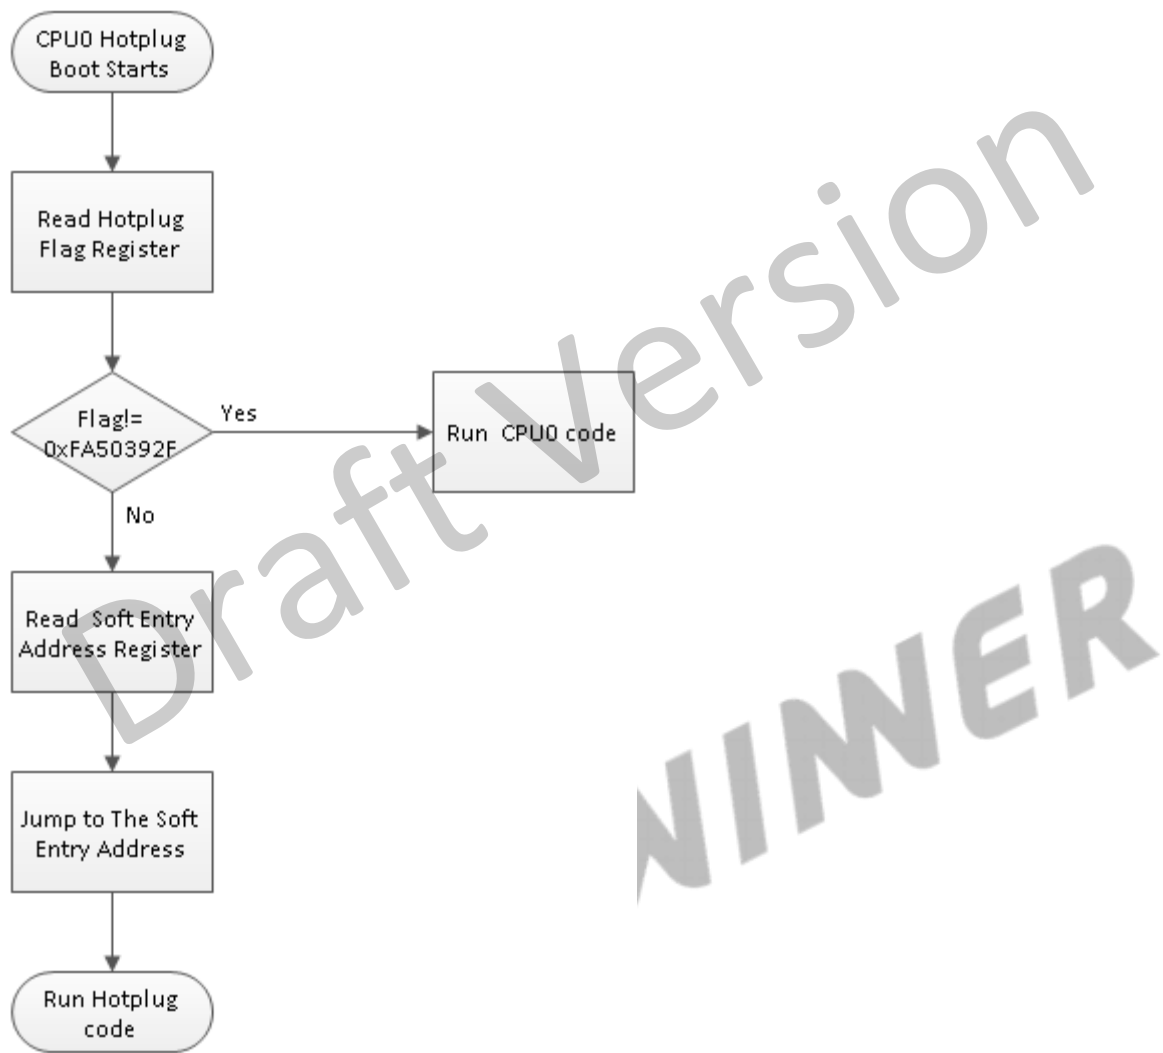 CPU0 Hotplug
Boot Starts
Read Hotplug
Flag Register
Flag!=
0xFA50392F
Yes
Run  CPU0 code
No
Read  Soft Entry
Address Register
Jump to The Soft
Entry Address
Run Hotplug
code
Draft Version
WINNER